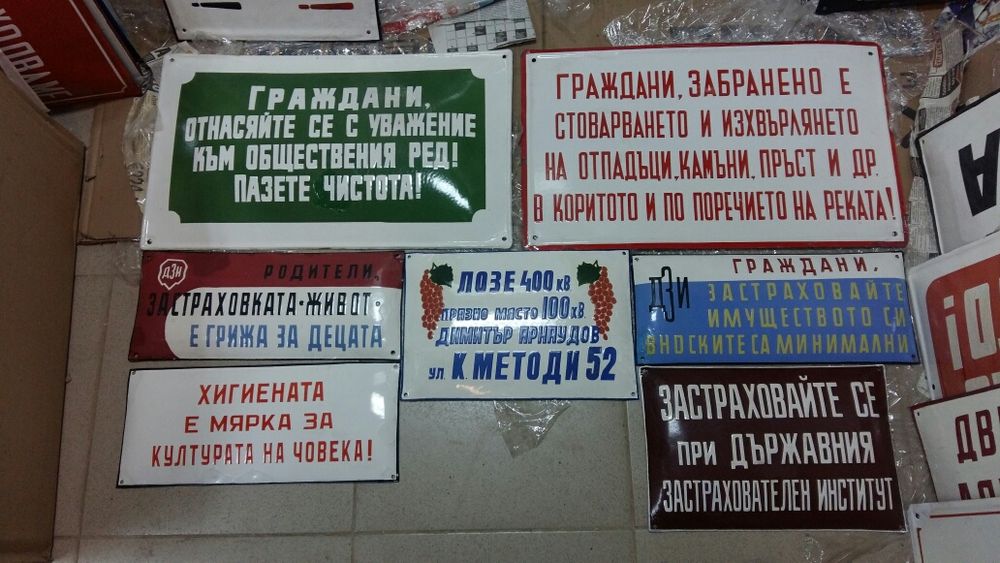 ГРАЖДАНИ,
ОТНАСЯЙТЕ СЕ С УВАЖЕНИЕ
КЪМ ОБЩЕСТВЕНИЯ РЕД!
ПАЗЕТЕ ЧИСТОТА!
ГРАЖДАНИ, ЗАБРАНЕНО Е
СТОВАРВАНЕТО И ИЗХВЪРЛЯНЕТО
НА ОТПАДЪЦИ, КАМЪНИ, ПРЪСТ И ДР.
В КОРИТОТО И ПО ПОРЕЧИЕТО НА РЕКАТА!
ДЗИ
РОДИТЕЛИ,
ЗАСТРАХОВКАТА·ЖИВОТ·
Е ГРИЖА ЗА ДЕЦАТА
ЛОЗЕ 400 КВ
ПРАЗНО МЯСТО 100 КВ.
ДИМИТЪР АРНАУДОВ
УЛ. К МЕТОДИ 52
ДЗИ
ГРАЖДАНИ,
ЗАСТРАХОВАЙТЕ
ИМУЩЕСТВОТО СИ
ВНОСКИТЕ СА МИНИМАЛНИ
ХИГИЕНАТА
Е МЯРКА ЗА
КУЛТУРАТА НА ЧОВЕКА!
ЗАСТРАХОВАЙТЕ СЕ
ПРИ ДЪРЖАВНИЯ
ЗАСТРАХОВАТЕЛЕН ИНСТИТУТ